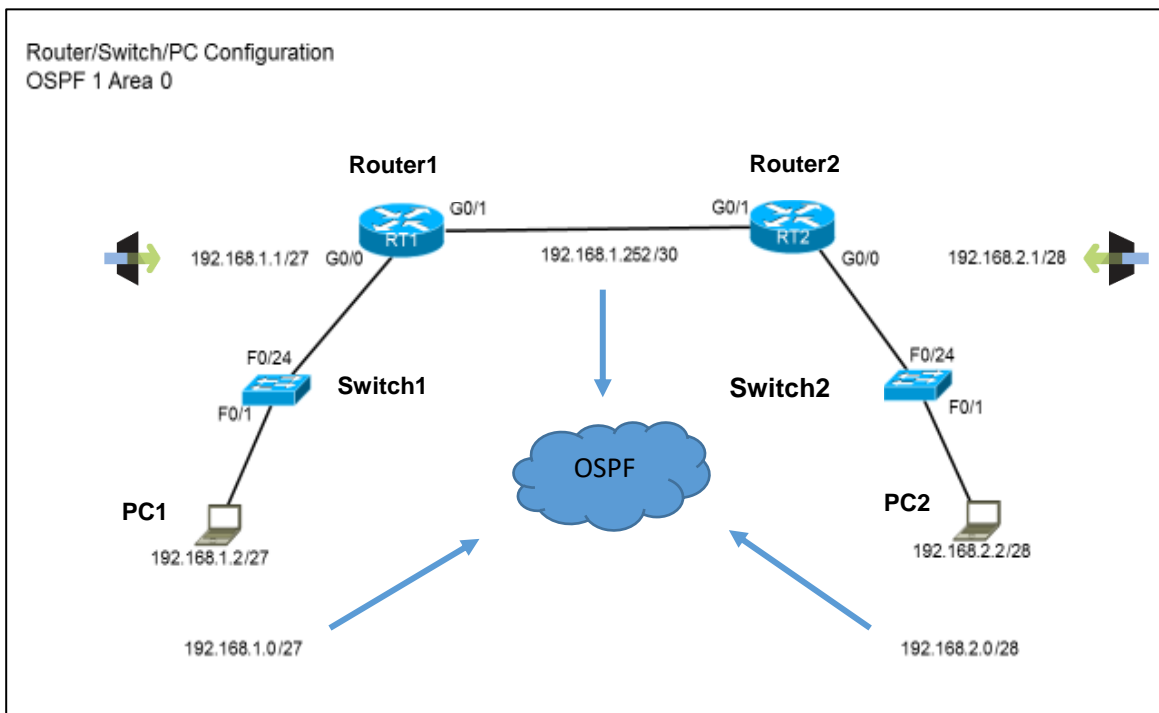 Router/Switch/PC Configuration
OSPF 1 Area 0
Router1
Router2
G0/1
G0/1
RT1
RT2
192.168.1.1/27
G0/0
192.168.1.252 /30
G0/0
192.168.2.1/28
F0/24
F0/24
Switch1
Switch2
F0/1
F0/1
OSPF
PC1
PC2
192.168.1.2/27
192.168.2.2/28
192.168.1.0/27
192.168.2.0/28